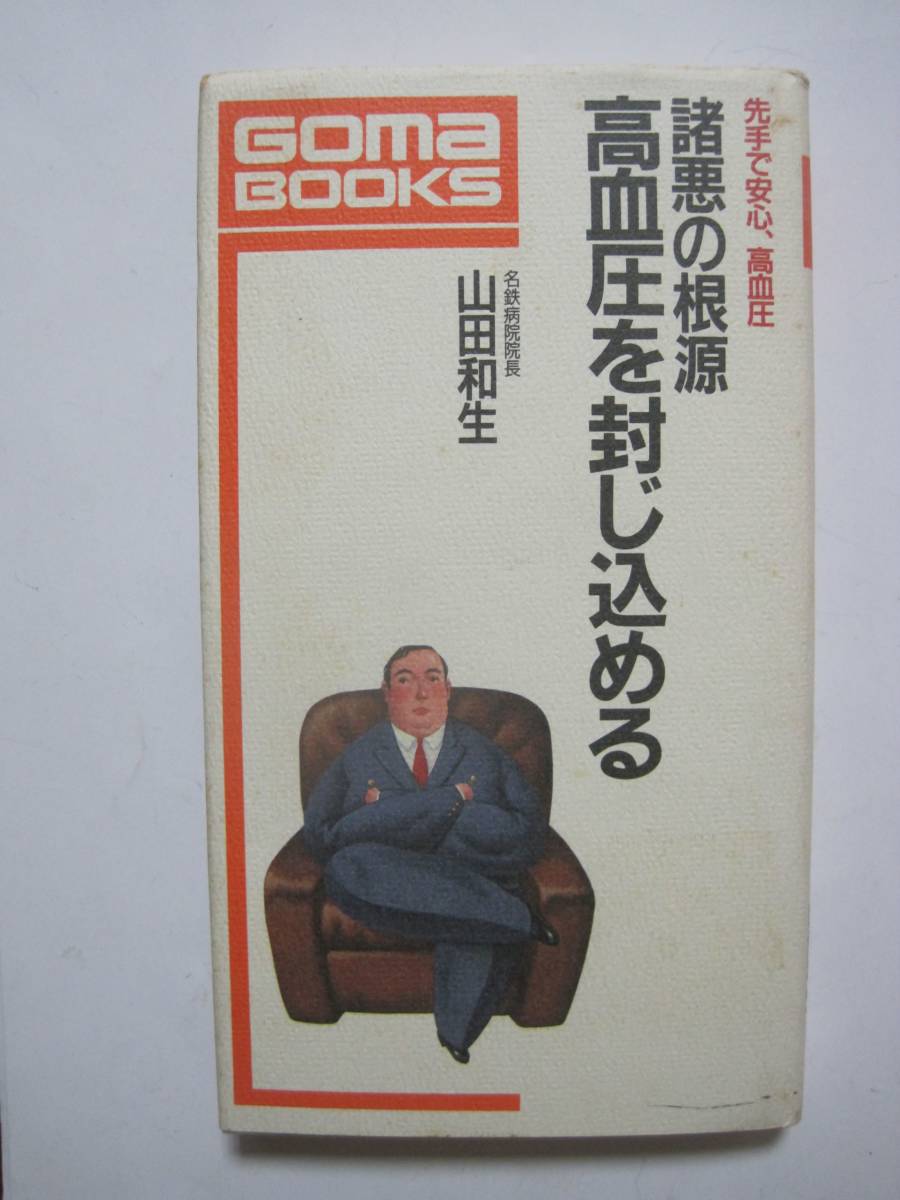 先手で安心、高血圧
諸悪の根源
高血圧を封じ込める
名鉄病院院長
山田和生
Goma
BOOKS